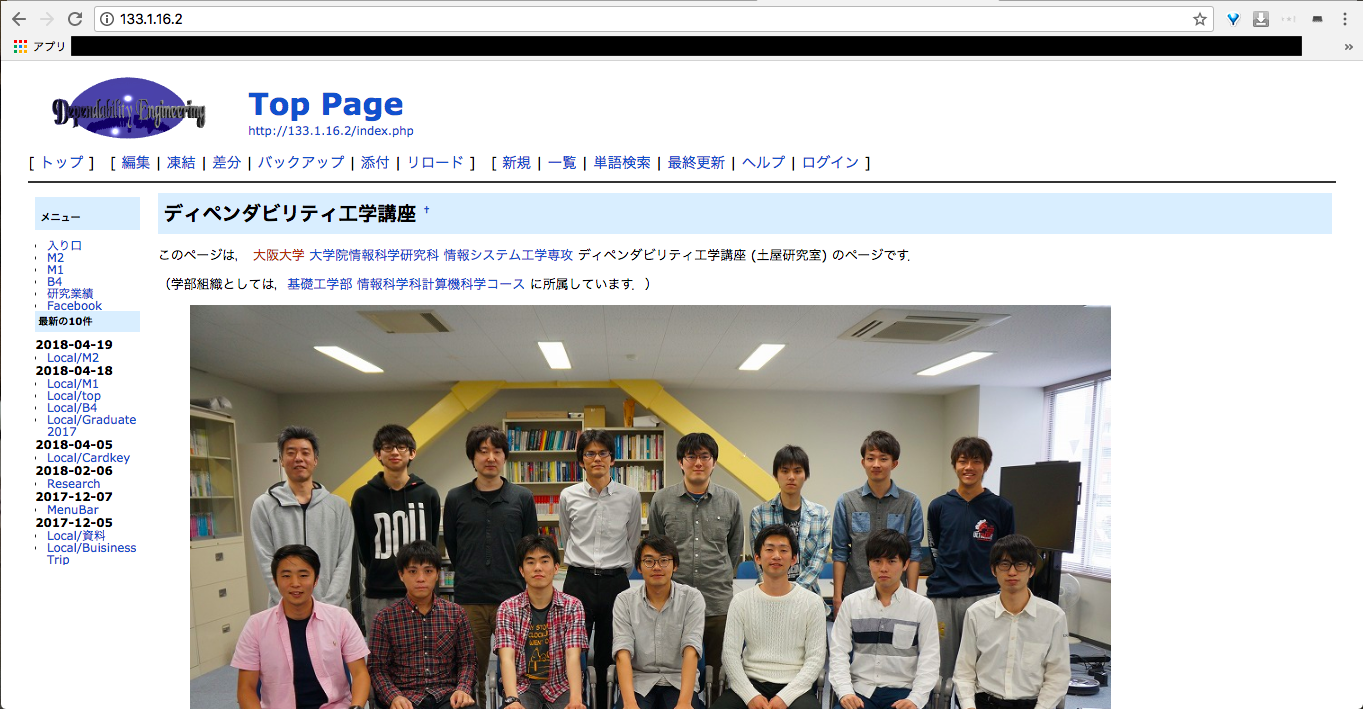 133.1.16.2
アプリ
»
Dependability Engineering
Top Page
http://133.1.16.2/index.php
[ トップ ] [ 編集 | 凍結 | 差分 | バックアップ | 添付 | リロード ] [ 新規 | 一覧 | 単語検索 | 最終更新 | ヘルプ | ログイン ]
メニュー
入り口
M2
M1
B4
研究業績
Facebook
最新の10件
2018-04-19
Local/M2
2018-04-18
Local/M1
Local/top
Local/B4
Local/Graduate
2017
2018-04-05
Local/Cardkey
2018-02-06
Research
2017-12-07
MenuBar
2017-12-05
Local/資料
Local/Buisiness
Trip
ディペンダビリティ工学講座 †
このページは， 大阪大学 大学院情報科学研究科 情報システム工学専攻 ディペンダビリティ工学講座 (土屋研究室) のページです．
（学部組織としては，基礎工学部 情報科学科計算機科学コース に所属しています．）